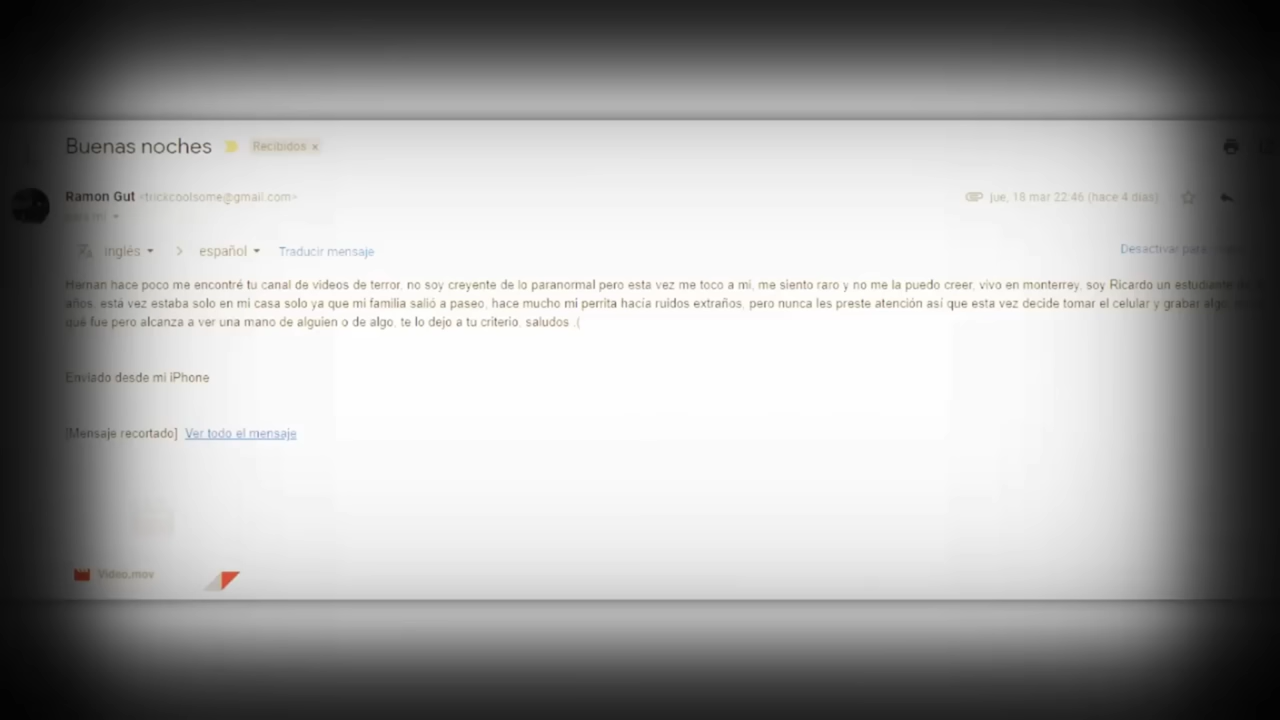 Buenas noches Recibidos x
Ramon Gut <trickcoolsome@gmail.com> jue, 18 mar 22:46 (hace 4 días)
para mí
inglés > español Traducir mensaje Desactivar para
Hernan hace poco me encontré tu canal de videos de terror, no soy creyente de lo paranormal pero esta vez me toco a mi, me siento raro y no me la puedo creer, vivo en monterrey, soy Ricardo un estudiante
años, esta vez estaba solo en mi casa solo ya que mi familia salió a paseo, hace mucho mi perrita hacía ruidos extraños, pero nunca les preste atención así que esta vez decide tomar el celular y grabar algo
qué fue pero alcanza a ver una mano de alguien o de algo, te lo dejo a tu criterio, saludos :(
Enviado desde mi iPhone
[Mensaje recortado] Ver todo el mensaje
Video.mov